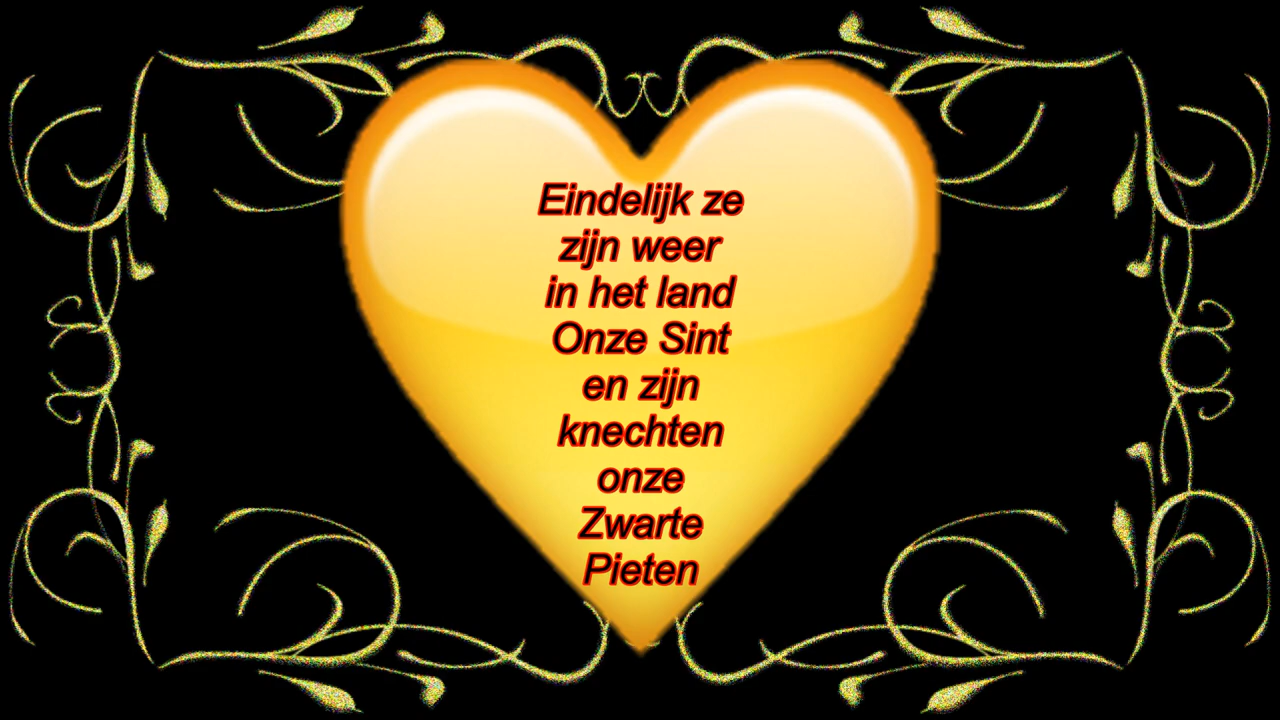 Eindelijk ze
zijn weer
in het land
Onze Sint
en zijn
knechten
onze
Zwarte
Pieten